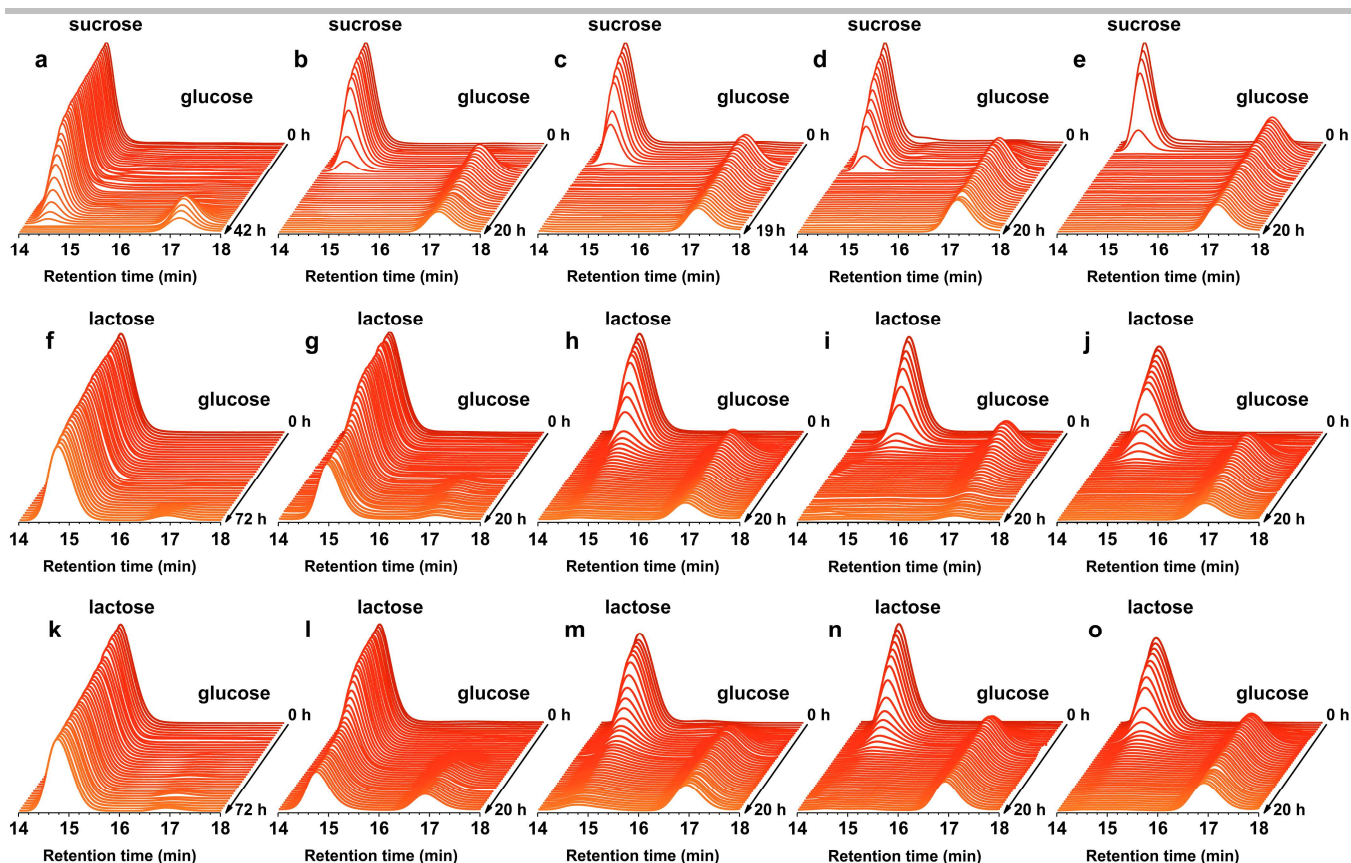 sucrose sucrose sucrose sucrose sucrose
a b c d e
glucose glucose glucose glucose glucose
0 h 0 h 0 h 0 h 0 h
42 h 20 h 19 h 20 h 20 h
14 15 16 17 18 14 15 16 17 18 14 15 16 17 18 14 15 16 17 18 14 15 16 17 18
Retention time (min) Retention time (min) Retention time (min) Retention time (min) Retention time (min)
lactose lactose lactose lactose lactose
f g h i j
glucose glucose glucose glucose glucose
0 h 0 h 0 h 0 h 0 h
72 h 20 h 20 h 20 h 20 h
14 15 16 17 18 14 15 16 17 18 14 15 16 17 18 14 15 16 17 18 14 15 16 17 18
Retention time (min) Retention time (min) Retention time (min) Retention time (min) Retention time (min)
lactose lactose lactose lactose lactose
k l m n o
glucose glucose glucose glucose glucose
0 h 0 h 0 h 0 h 0 h
72 h 20 h 20 h 20 h 20 h
14 15 16 17 18 14 15 16 17 18 14 15 16 17 18 14 15 16 17 18 14 15 16 17 18
Retention time (min) Retention time (min) Retention time (min) Retention time (min) Retention time (min)